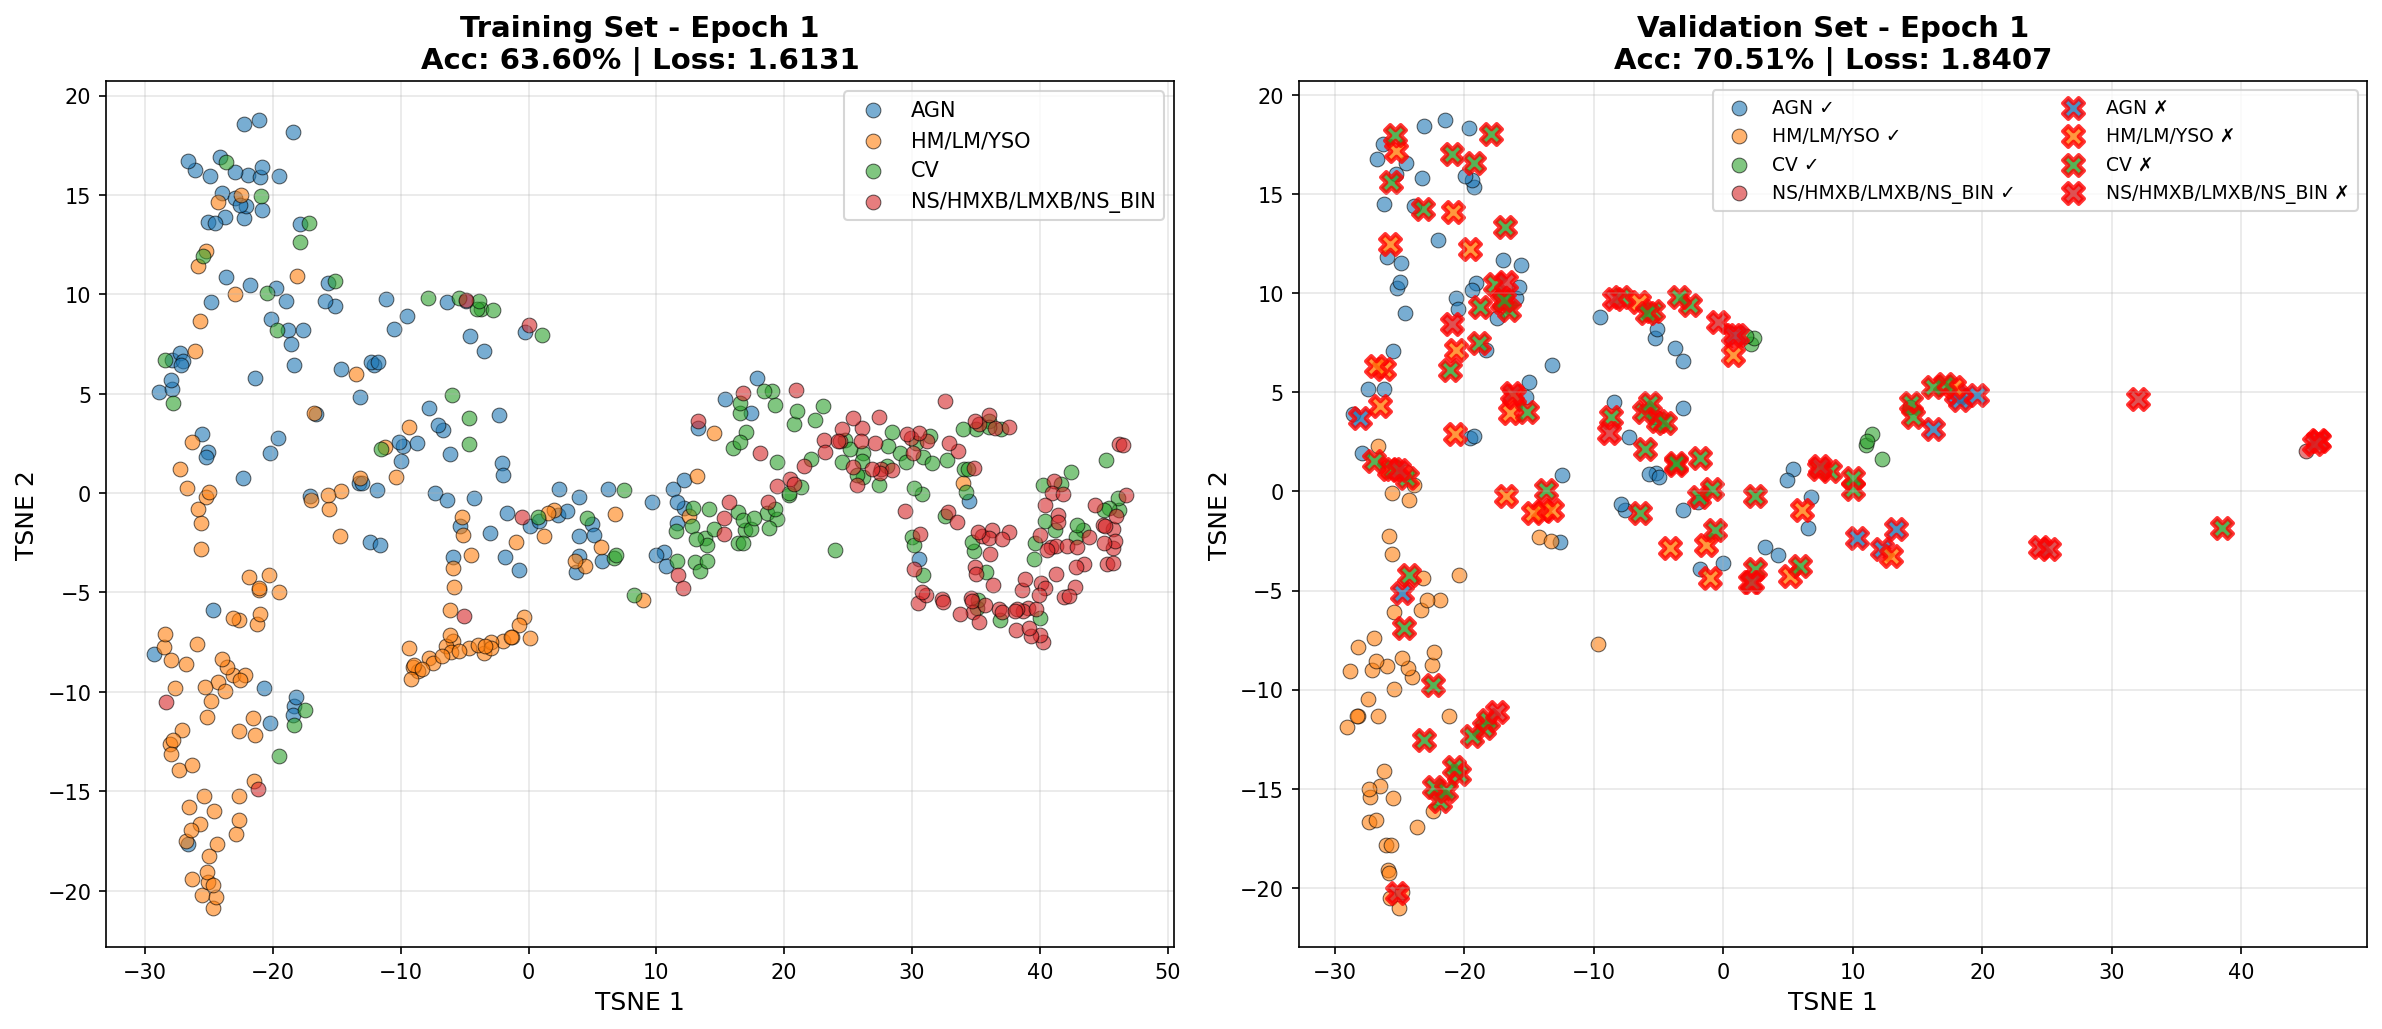 Training Set - Epoch 1
Acc: 63.60% | Loss: 1.6131
AGN
HM/LM/YSO
CV
NS/HMXB/LMXB/NS_BIN
20
15
10
5
0
−5
−10
−15
−20
TSNE 2
−30
−20
−10
0
10
20
30
40
50
TSNE 1
Validation Set - Epoch 1
Acc: 70.51% | Loss: 1.8407
AGN ✓
HM/LM/YSO ✓
CV ✓
NS/HMXB/LMXB/NS_BIN ✓
AGN ✗
HM/LM/YSO ✗
CV ✗
NS/HMXB/LMXB/NS_BIN ✗
20
15
10
5
0
−5
−10
−15
−20
TSNE 2
−30
−20
−10
0
10
20
30
40
TSNE 1